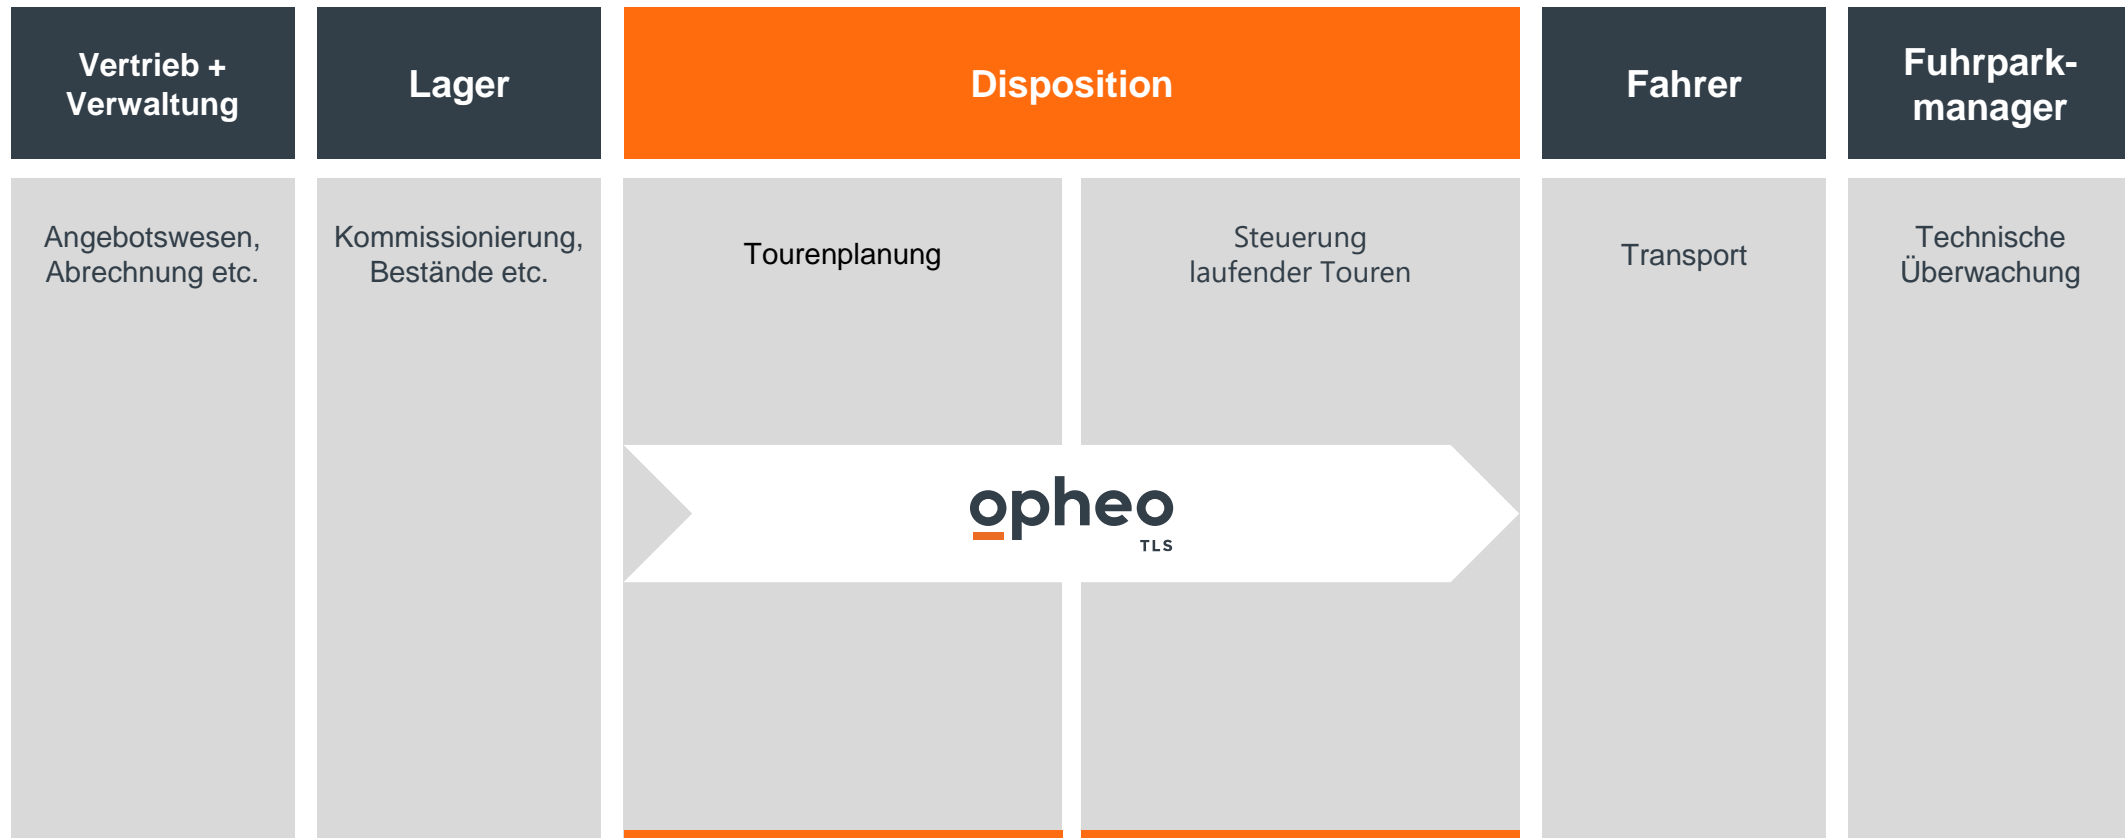 Vertrieb +
Verwaltung
Lager
Disposition
Fahrer
Fuhrpark-
manager
Angebotswesen,
Abrechnung etc.
Kommissionierung,
Bestände etc.
Tourenplanung
Steuerung
laufender Touren
Transport
Technische
Überwachung
opheo
TLS